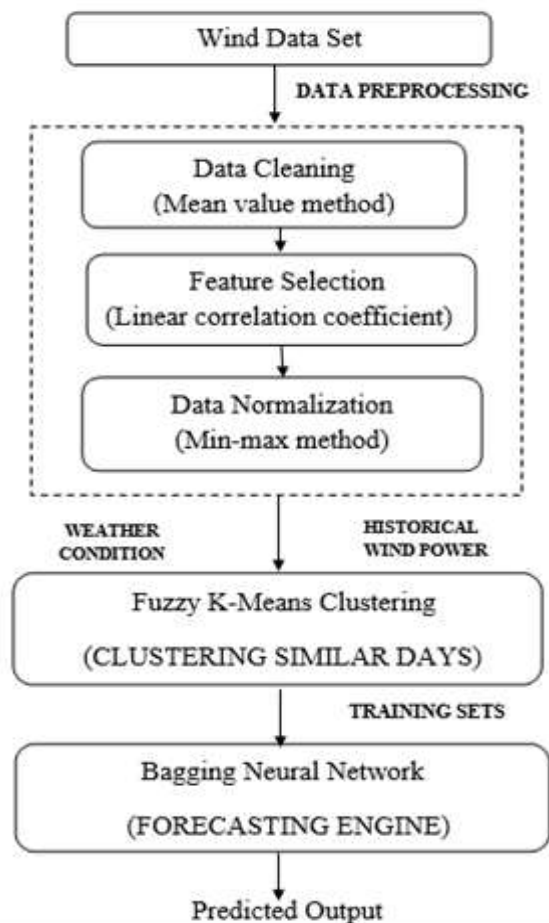 Wind Data Set
DATA PREPROCESSING
Data Cleaning
(Mean value method)
Feature Selection
(Linear correlation coefficient)
Data Normalization
(Min-max method)
WEATHER
CONDITION
HISTORICAL
WIND POWER
Fuzzy K-Means Clustering
(CLUSTERING SIMILAR DAYS)
TRAINING SETS
Bagging Neural Network
(FORECASTING ENGINE)
Predicted Output